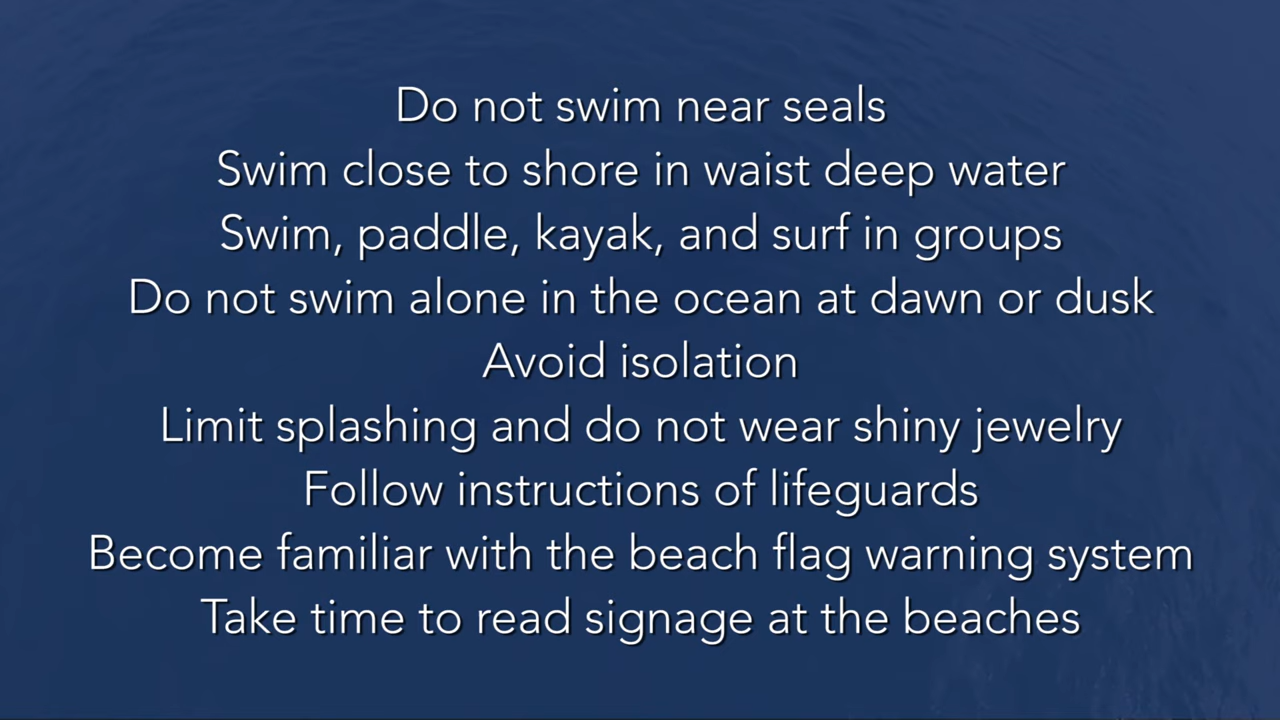 Do not swim near seals
Swim close to shore in waist deep water
Swim, paddle, kayak, and surf in groups
Do not swim alone in the ocean at dawn or dusk
Avoid isolation
Limit splashing and do not wear shiny jewelry
Follow instructions of lifeguards
Become familiar with the beach flag warning system
Take time to read signage at the beaches